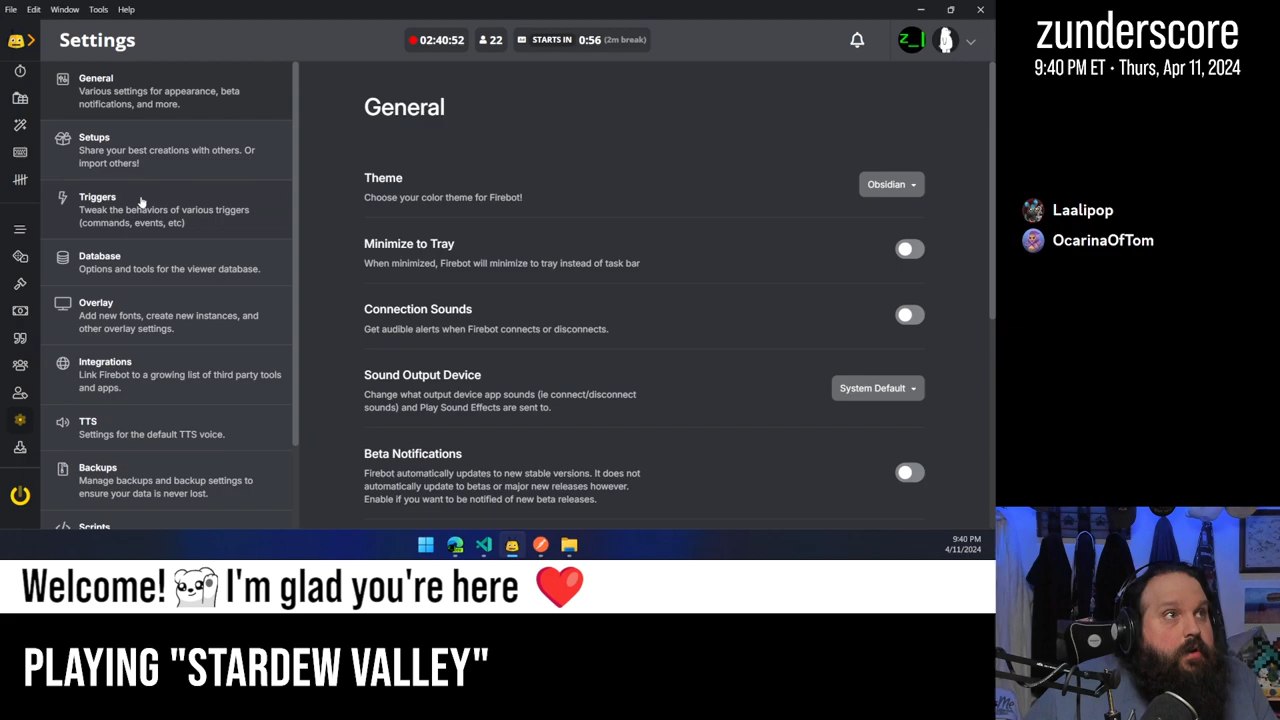 File Edit Window Tools Help
Settings
02:40:52
22
STARTS IN 0:56 (2m break)
z_|
General
Various settings for appearance, beta
notifications, and more.
Setups
Share your best creations with others. Or
import others!
Triggers
Tweak the behaviors of various triggers
(commands, events, etc)
Database
Options and tools for the viewer database.
Overlay
Add new fonts, create new instances, and
other overlay settings.
Integrations
Link Firebot to a growing list of third party tools
and apps.
TTS
Settings for the default TTS voice.
Backups
Manage backups and backup settings to
ensure your data is never lost.
Scripts
General
Theme
Choose your color theme for Firebot!
Obsidian
Minimize to Tray
When minimized, Firebot will minimize to tray instead of task bar
Connection Sounds
Get audible alerts when Firebot connects or disconnects.
Sound Output Device
Change what output device app sounds (ie connect/disconnect
sounds) and Play Sound Effects are sent to.
System Default
Beta Notifications
Firebot automatically updates to new stable versions. It does not
automatically update to betas or major new releases however.
Enable if you want to be notified of new beta releases.
9:40 PM
4/11/2024
zunderscore
9:40 PM ET • Thurs, Apr 11, 2024
Laalipop
OcarinaOfTom
Welcome! I'm glad you're here
PLAYING "STARDEW VALLEY"